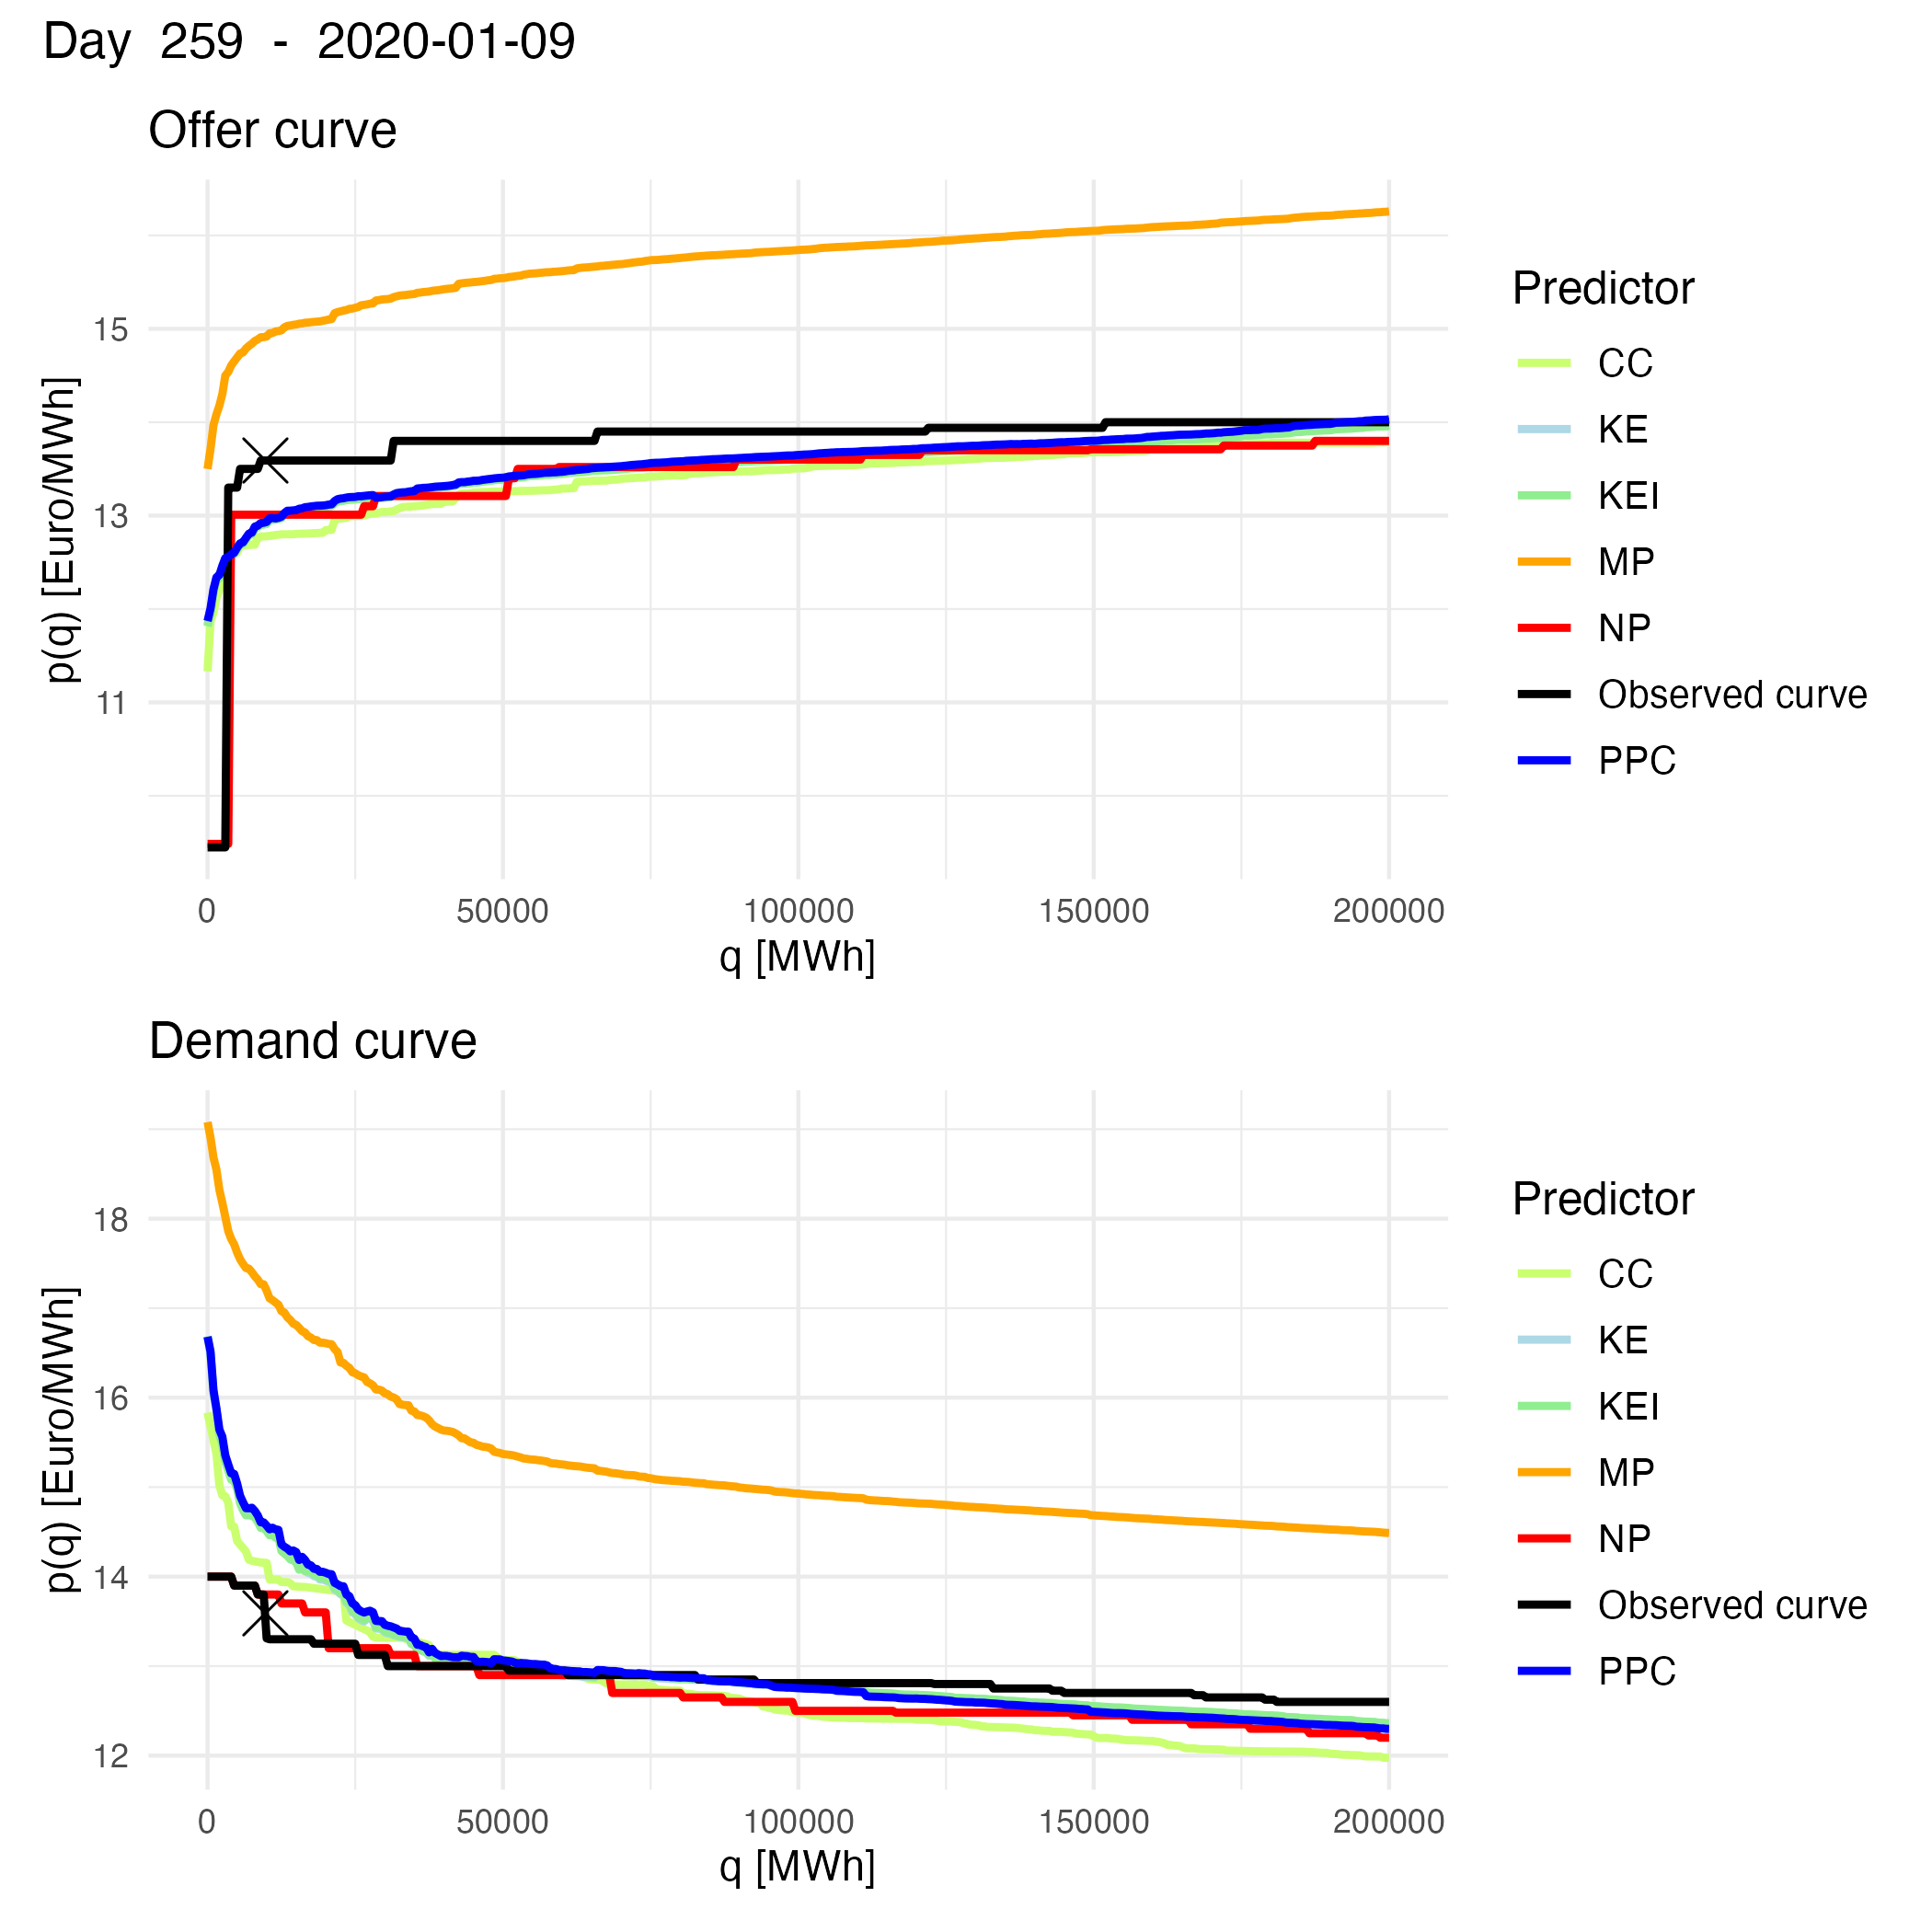 Day 259 - 2020-01-09
Offer curve
p(q) [Euro/MWh]
15
13
11
0 50000 100000 150000 200000
q [MWh]
Predictor
CC
KE
KEI
MP
NP
Observed curve
PPC
Demand curve
p(q) [Euro/MWh]
18
16
14
12
0 50000 100000 150000 200000
q [MWh]
Predictor
CC
KE
KEI
MP
NP
Observed curve
PPC